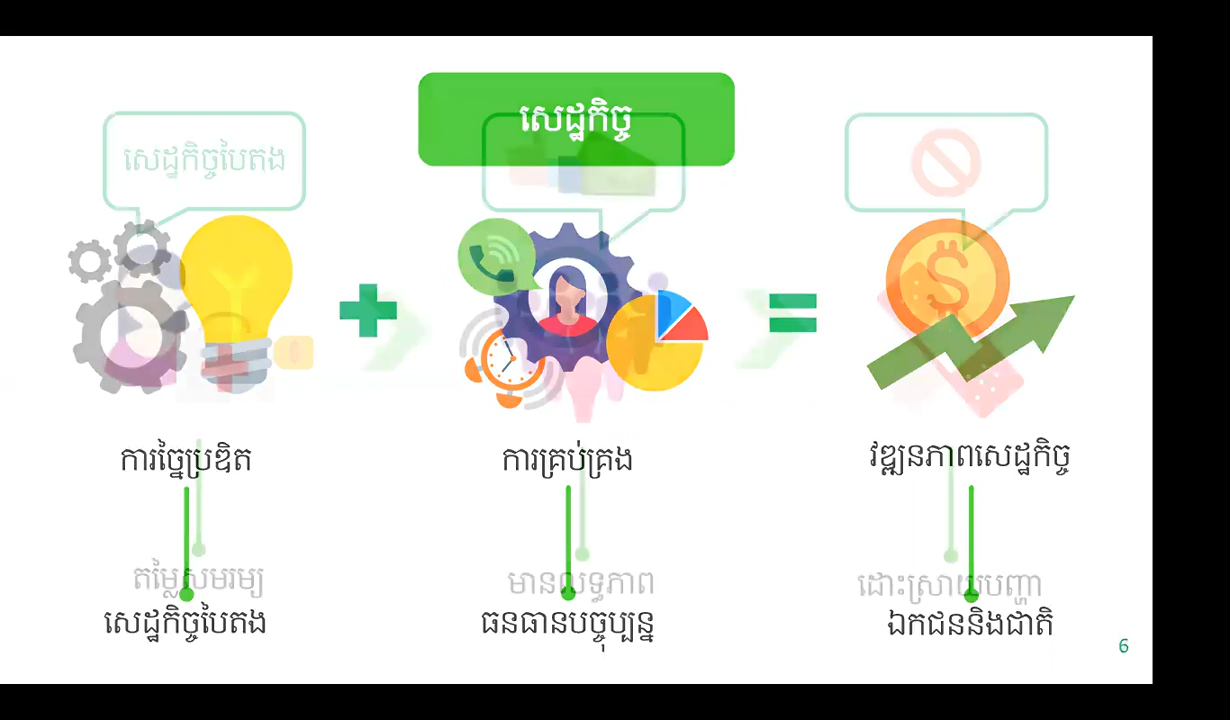 សេដ្ឋកិច្ច
សេដ្ឋកិច្ចបៃតង
ការច្នៃប្រឌិត
ការគ្រប់គ្រង
វឌ្ឍនភាពសេដ្ឋកិច្ច
តម្លៃសមរម្យ
មានលទ្ធភាព
ដោះស្រាយបញ្ហា
សេដ្ឋកិច្ចបៃតង
ធនធានបច្ចុប្បន្ន
ឯកជននិងជាតិ
6